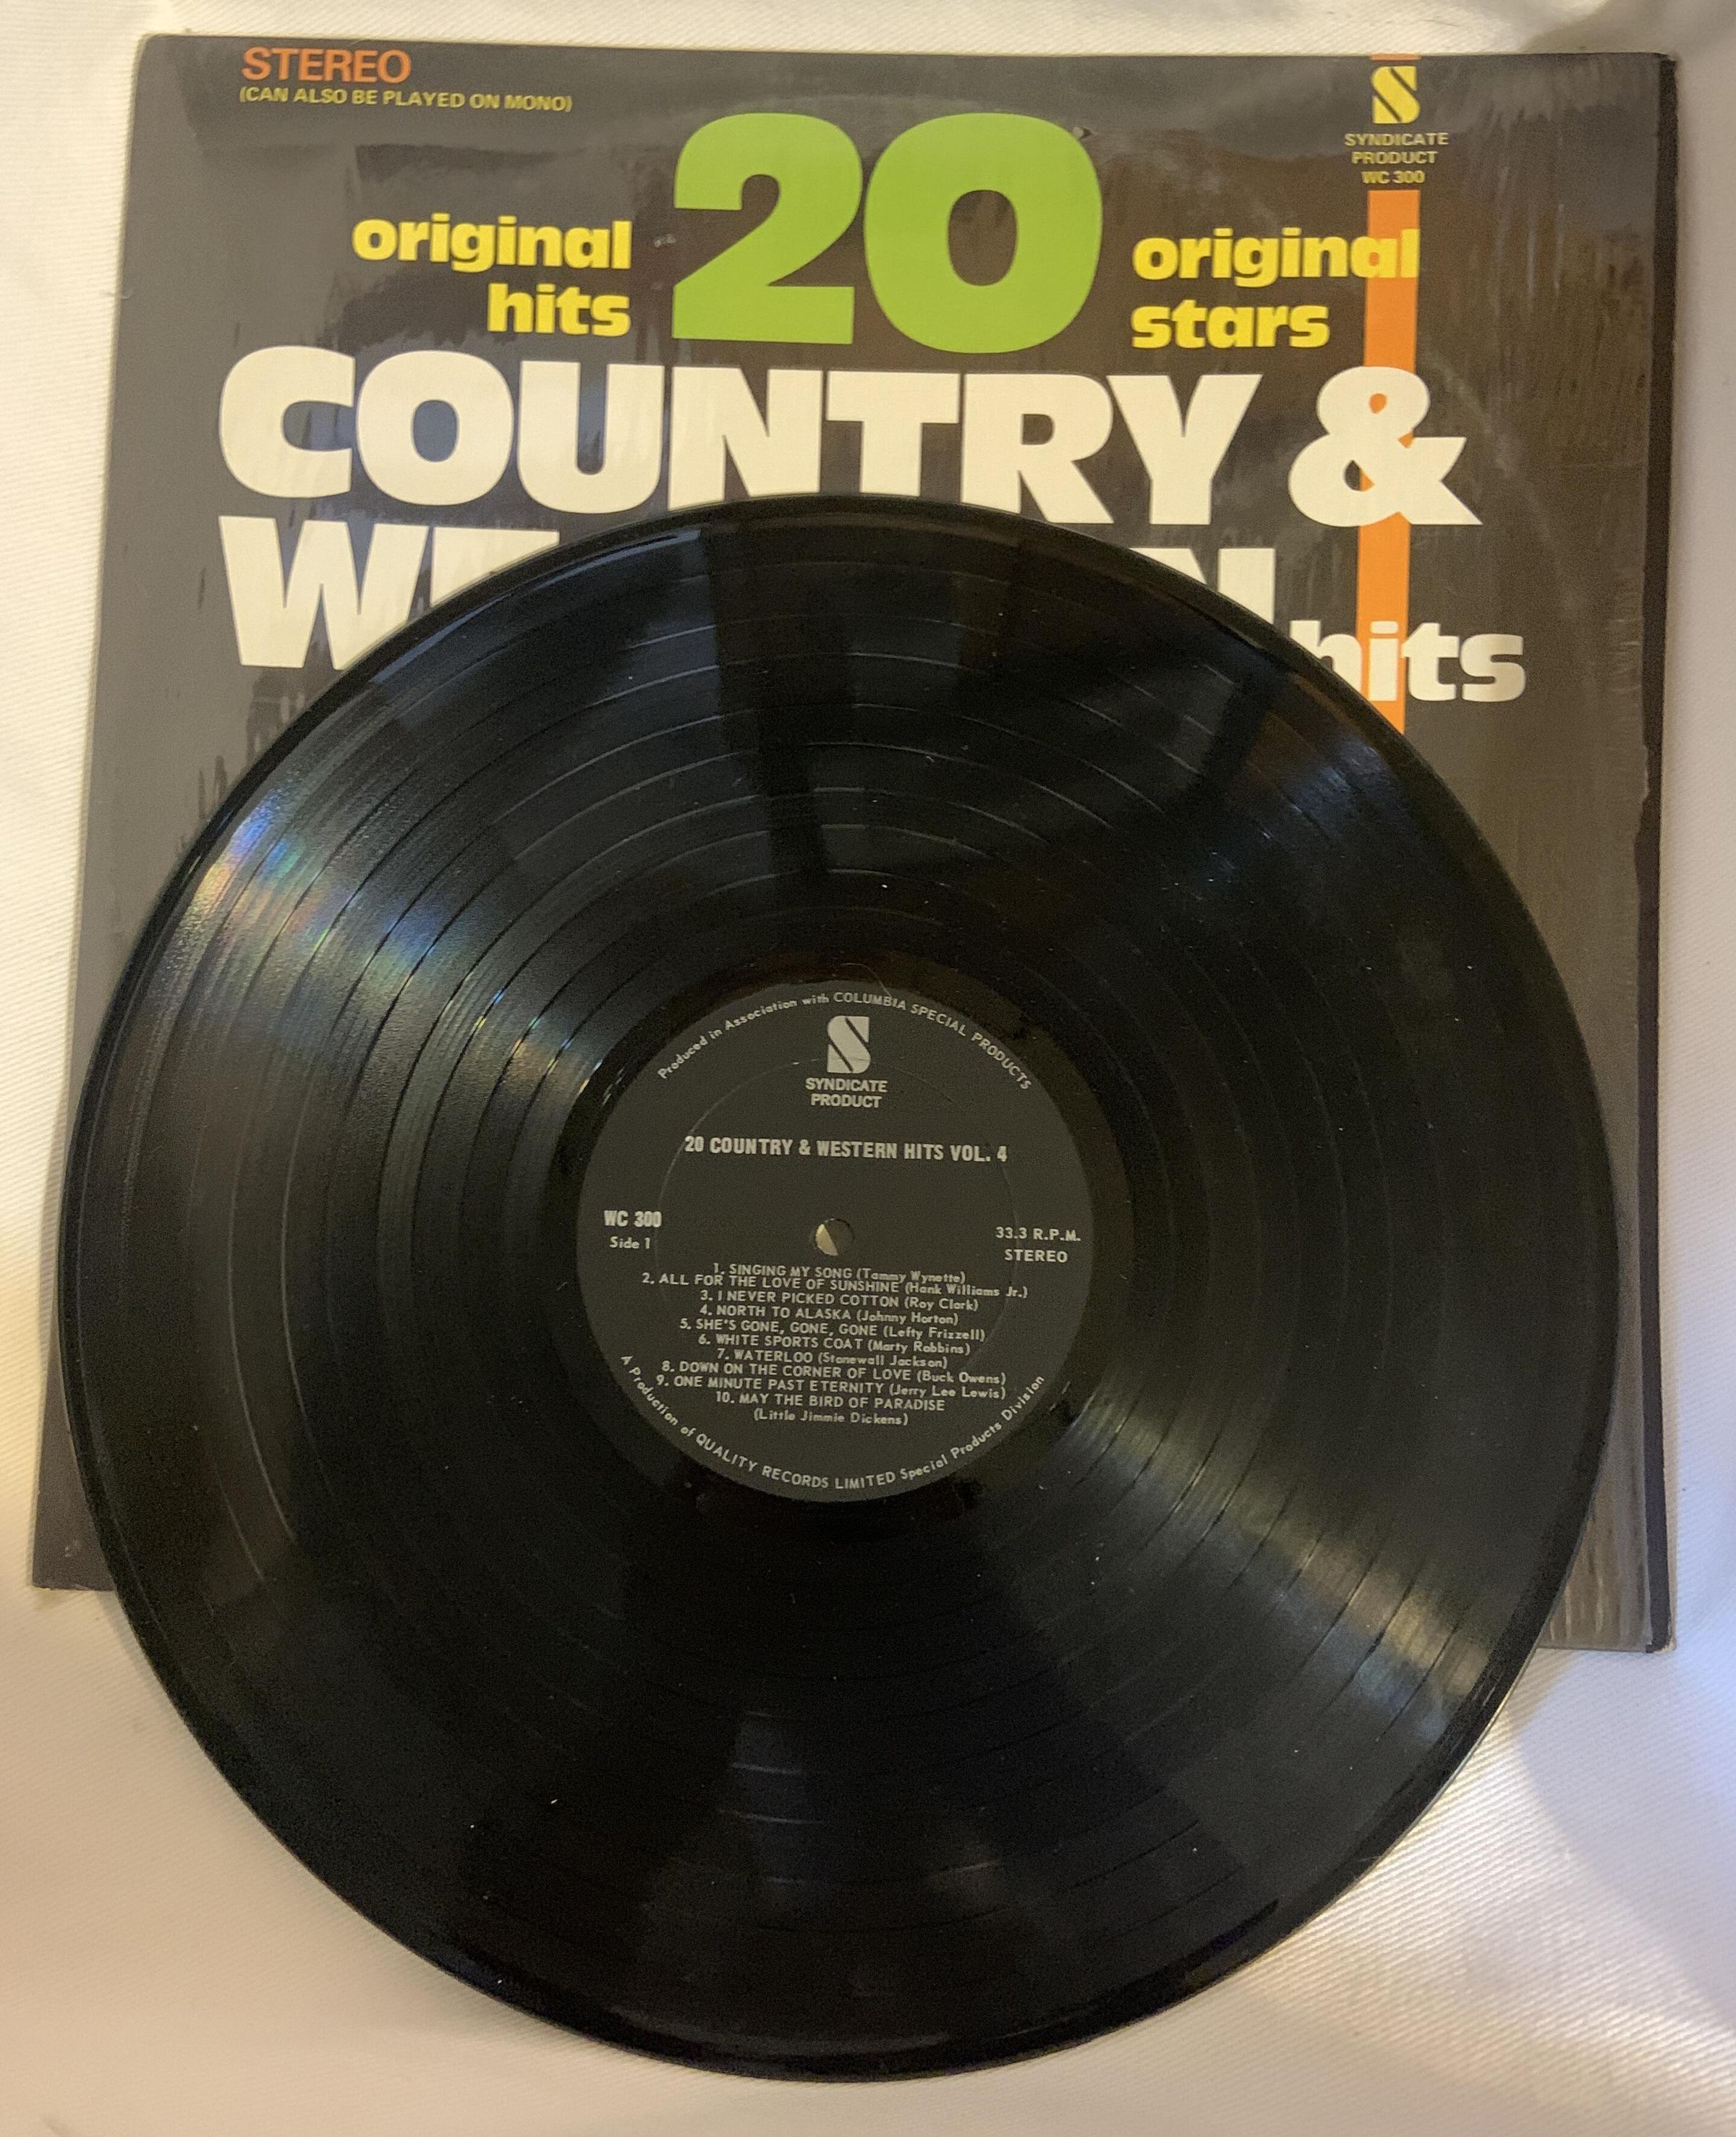 STEREO
(CAN ALSO BE PLAYED ON MONO)
S
SYNDICATE
PRODUCT
WC 300
20
original
hits
original
stars
COUNTRY &
hits
Produced in Association with COLUMBIA SPECIAL PRODUCTS
S
SYNDICATE
PRODUCT
20 COUNTRY & WESTERN HITS VOL. 4
WC 300
Side 1
33.3 R.P.M.
STEREO
1. SINGING MY SONG (Tammy Wynette)
2. ALL FOR THE LOVE OF SUNSHINE (Hank Williams Jr.)
3. I NEVER PICKED COTTON (Roy Clark)
4. NORTH TO ALASKA (Johnny Horton)
5. SHE'S GONE, GONE, GONE (Lefty Frizzell)
6. WHITE SPORTS COAT (Marty Robbins)
7. WATERLOO (Stonewall Jackson)
8. DOWN ON THE CORNER OF LOVE (Buck Owens)
9. ONE MINUTE PAST ETERNITY (Jerry Lee Lewis)
10. MAY THE BIRD OF PARADISE
(Little Jimmie Dickens)
A Production of QUALITY RECORDS LIMITED Special Products Division